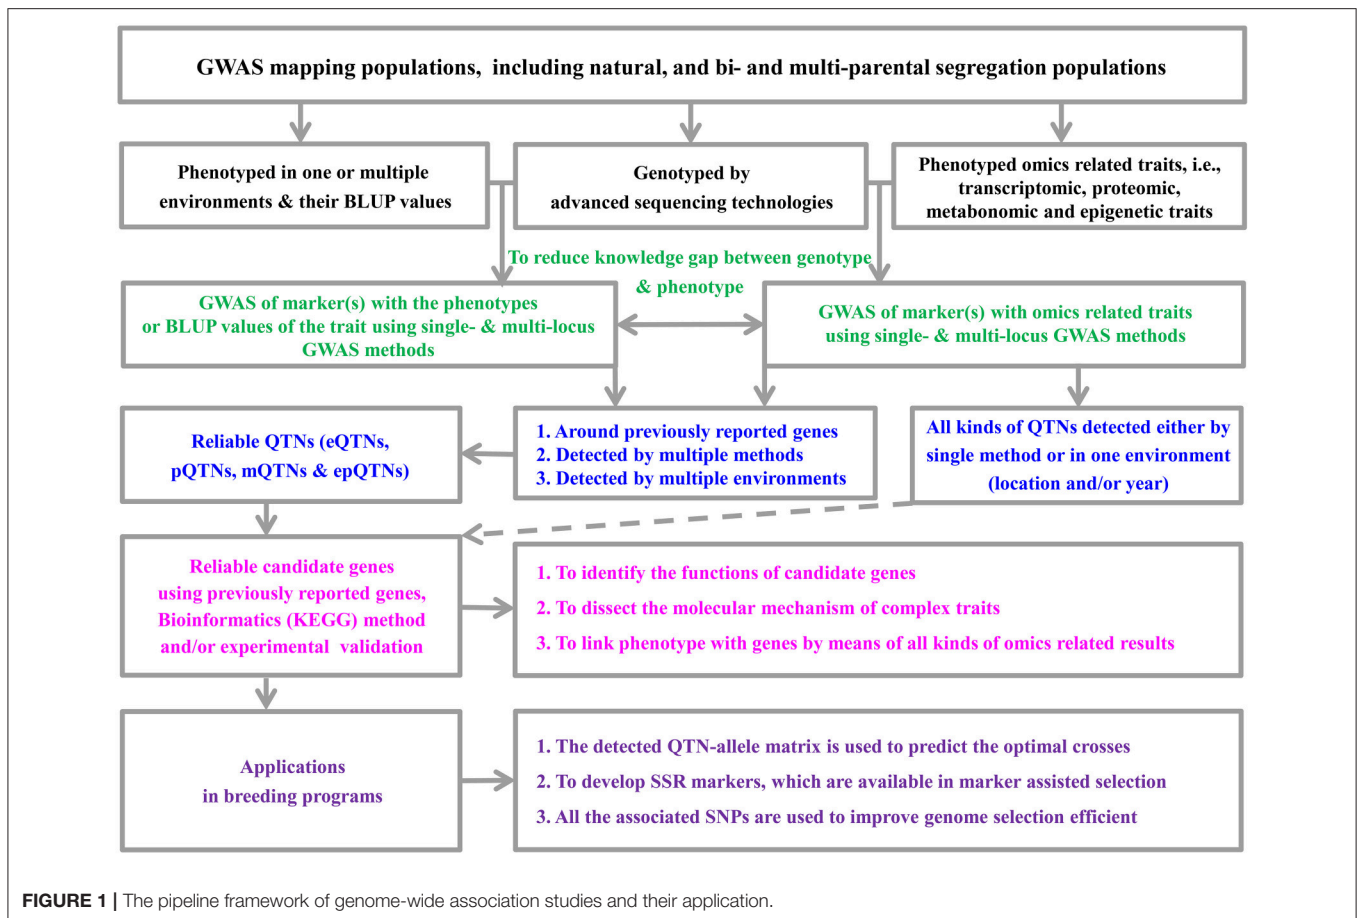 GWAS mapping populations, including natural, and bi- and multi-parental segregation populations
Phenotyped in one or multiple
environments & their BLUP values
Genotyped by
advanced sequencing technologies
Phenotyped omics related traits, i.e.,
transcriptomic, proteomic,
metabonomic and epigenetic traits
To reduce knowledge gap between genotype
& phenotype
GWAS of marker(s) with the phenotypes
or BLUP values of the trait using single- & multi-locus
GWAS methods
GWAS of marker(s) with omics related traits
using single- & multi-locus GWAS methods
Reliable QTNs (eQTNs,
pQTNs, mQTNs & epQTNs)
1. Around previously reported genes
2. Detected by multiple methods
3. Detected by multiple environments
All kinds of QTNs detected either by
single method or in one environment
(location and/or year)
Reliable candidate genes
using previously reported genes,
Bioinformatics (KEGG) method
and/or experimental validation
1. To identify the functions of candidate genes
2. To dissect the molecular mechanism of complex traits
3. To link phenotype with genes by means of all kinds of omics related results
Applications
in breeding programs
1. The detected QTN-allele matrix is used to predict the optimal crosses
2. To develop SSR markers, which are available in marker assisted selection
3. All the associated SNPs are used to improve genome selection efficient
FIGURE 1 | The pipeline framework of genome-wide association studies and their application.